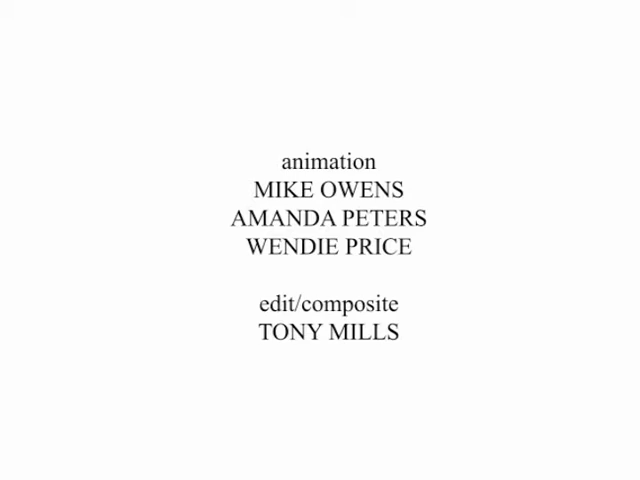 animation
MIKE OWENS
AMANDA PETERS
WENDIE PRICE
edit/composite
TONY MILLS